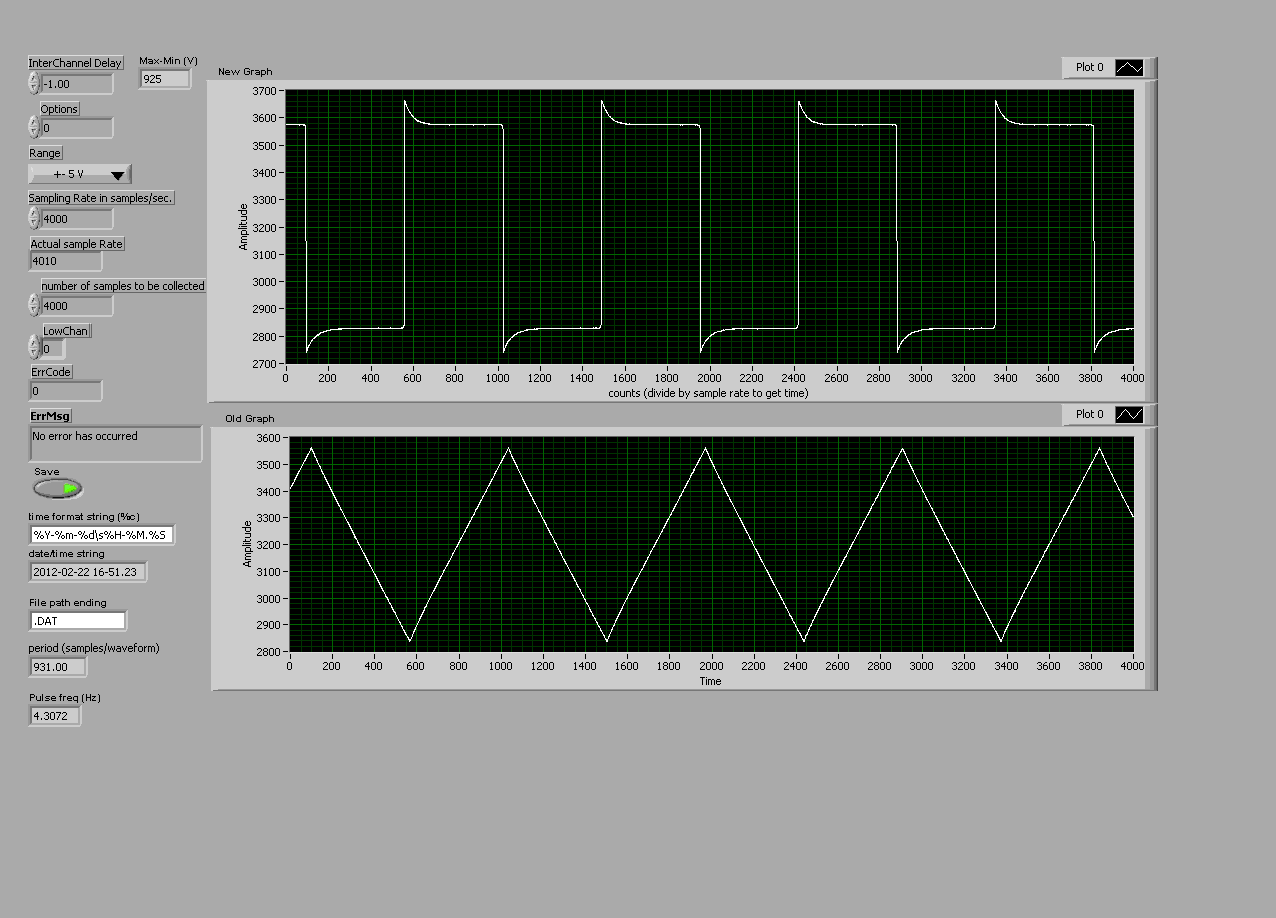 InterChannel Delay
-1.00
Max-Min (V)
925
Options
0
Range
+- 5 V
Sampling Rate in samples/sec.
4000
Actual sample Rate
4010
number of samples to be collected
4000
LowChan
0
ErrCode
0
ErrMsg
No error has occurred
Save
time format string (%c)
%Y-%m-%d\s%H-%M.%S
date/time string
2012-02-22 16-51.23
File path ending
.DAT
period (samples/waveform)
931.00
Pulse freq (Hz)
4.3072
New Graph
Plot 0
3700
3600
3500
3400
3300
3200
3100
3000
2900
2800
2700
Amplitude
0 200 400 600 800 1000 1200 1400 1600 1800 2000 2200 2400 2600 2800 3000 3200 3400 3600 3800 4000
counts (divide by sample rate to get time)
Old Graph
Plot 0
3600
3500
3400
3300
3200
3100
3000
2900
2800
Amplitude
0 200 400 600 800 1000 1200 1400 1600 1800 2000 2200 2400 2600 2800 3000 3200 3400 3600 3800 4000
Time